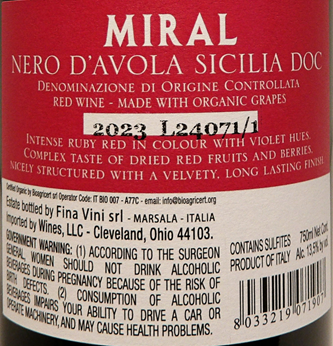 MIRAL
NERO D'AVOLA SICILIA DOC
DENOMINAZIONE DI ORIGINE CONTROLLATA
RED WINE - MADE WITH ORGANIC GRAPES
2023 L24071/1
INTENSE RUBY RED IN COLOUR WITH VIOLET HUES.
COMPLEX TASTE OF DRIED RED FRUITS AND BERRIES,
NICELY STRUCTURED WITH A VELVETY, LONG LASTING FINISH.
Certified Organic by Bioagricert srl Operator Code: IT BIO 007 - A77C - email: info@bioagricert.org
Estate bottled by Fina Vini srl - MARSALA - ITALIA
Imported by Wines, LLC - Cleveland, Ohio 44103.
GOVERNMENT WARNING: (1) ACCORDING TO THE SURGEON
GENERAL WOMEN SHOULD NOT DRINK ALCOHOLIC
BEVERAGES DURING PREGNANCY BECAUSE OF THE RISK OF
BIRTH DEFECTS. (2) CONSUMPTION OF ALCOHOLIC
BEVERAGES IMPAIRS YOUR ABILITY TO DRIVE A CAR OR
OPERATE MACHINERY, AND MAY CAUSE HEALTH PROBLEMS.
CONTAINS SULFITES
PRODUCT OF ITALY
750ml Net Cont.
Alc. 13,5% by
8 033219 07190